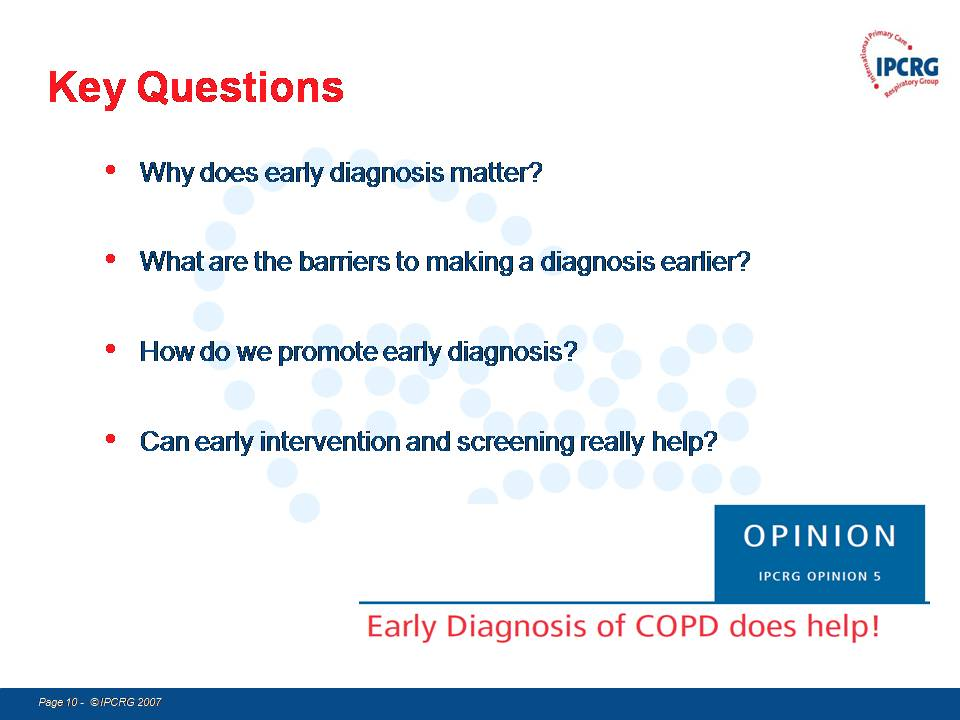 International Primary Care
IPCRG
Respiratory Group
Key Questions
• Why does early diagnosis matter?
• What are the barriers to making a diagnosis earlier?
• How do we promote early diagnosis?
• Can early intervention and screening really help?
OPINION
IPCRG OPINION 5
Early Diagnosis of COPD does help!
Page 10 - © IPCRG 2007